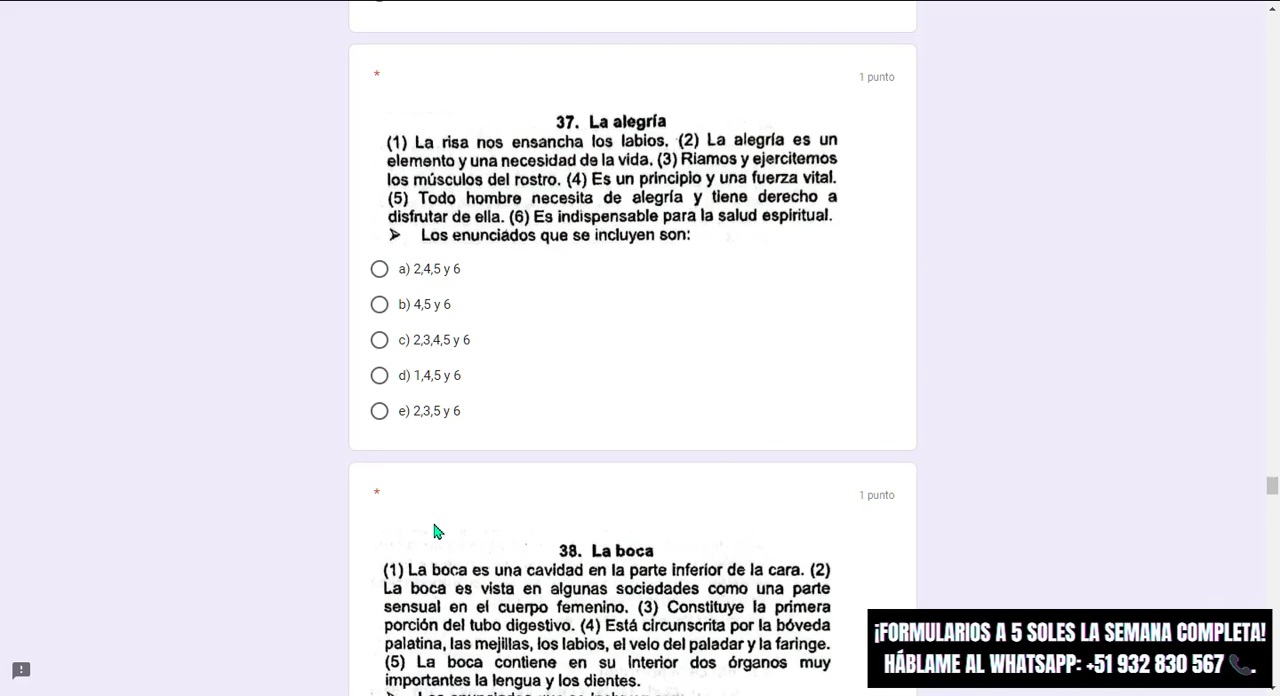 *
1 punto
37. La alegría
(1) La risa nos ensancha los labios. (2) La alegría es un
elemento y una necesidad de la vida. (3) Riamos y ejercitemos
los músculos del rostro. (4) Es un principio y una fuerza vital.
(5) Todo hombre necesita de alegría y tiene derecho a
disfrutar de ella. (6) Es indispensable para la salud espiritual.
➤ Los enunciados que se incluyen son:
a) 2,4,5 y 6
b) 4,5 y 6
c) 2,3,4,5 y 6
d) 1,4,5 y 6
e) 2,3,5 y 6
*
1 punto
38. La boca
(1) La boca es una cavidad en la parte inferior de la cara. (2)
La boca es vista en algunas sociedades como una parte
sensual en el cuerpo femenino. (3) Constituye la primera
porción del tubo digestivo. (4) Está circunscrita por la bóveda
palatina, las mejillas, los labios, el velo del paladar y la faringe.
(5) La boca contiene en su interior dos órganos muy
importantes la lengua y los dientes.
¡FORMULARIOS A 5 SOLES LA SEMANA COMPLETA!
HÁBLAME AL WHATSAPP: +51 932 830 567 📞.